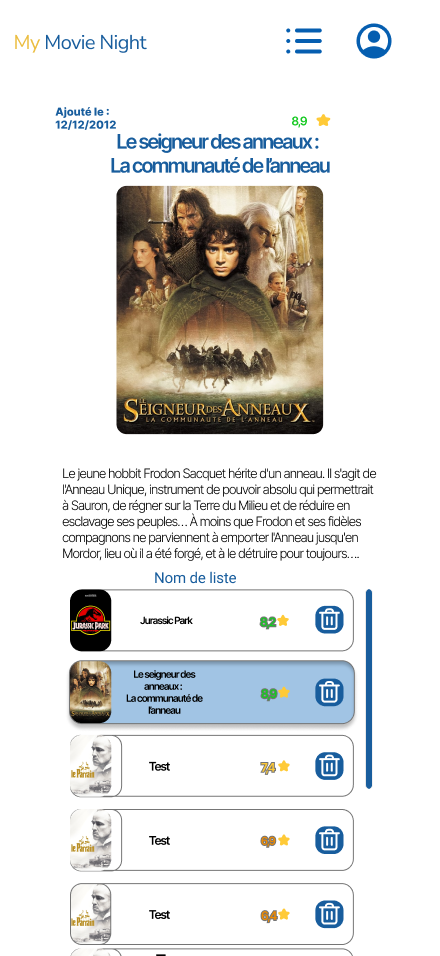 My Movie Night
Ajouté le :
12/12/2012
8,9
Le seigneur des anneaux :
La communauté de l'anneau
LE
SEIGNEUR DES ANNEAUX
LA COMMUNAUTÉ DE L'ANNEAU
Le jeune hobbit Frodon Sacquet hérite d'un anneau. Il s'agit de
l'Anneau Unique, instrument de pouvoir absolu qui permettrait
à Sauron, de régner sur la Terre du Milieu et de réduire en
esclavage ses peuples… À moins que Frodon et ses fidèles
compagnons ne parviennent à emporter l'Anneau jusqu'en
Mordor, lieu où il a été forgé, et à le détruire pour toujours….
Nom de liste
JURASSIC PARK
Jurassic Park
8,2
Le seigneur des
anneaux :
La communauté de
l'anneau
8,9
le Parrain
Test
7,4
le Parrain
Test
6,9
le Parrain
Test
6,4